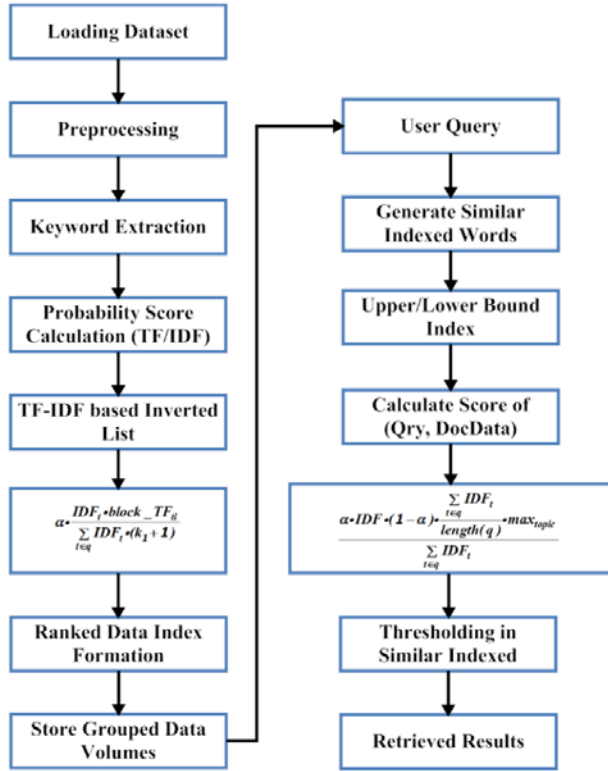 Loading Dataset
Preprocessing
Keyword Extraction
Probability Score
Calculation (TF/IDF)
TF-IDF based Inverted
List
α• IDF_t•block_TF_tl / ∑_{t∈q} IDF_t•(k_1+1)
Ranked Data Index
Formation
Store Grouped Data
Volumes
User Query
Generate Similar
Indexed Words
Upper/Lower Bound
Index
Calculate Score of
(Qry, DocData)
α•IDF•(1−α)• ∑_{t∈q} IDF_t / length(q) •max_topic / ∑_{t∈q} IDF_t
Thresholding in
Similar Indexed
Retrieved Results